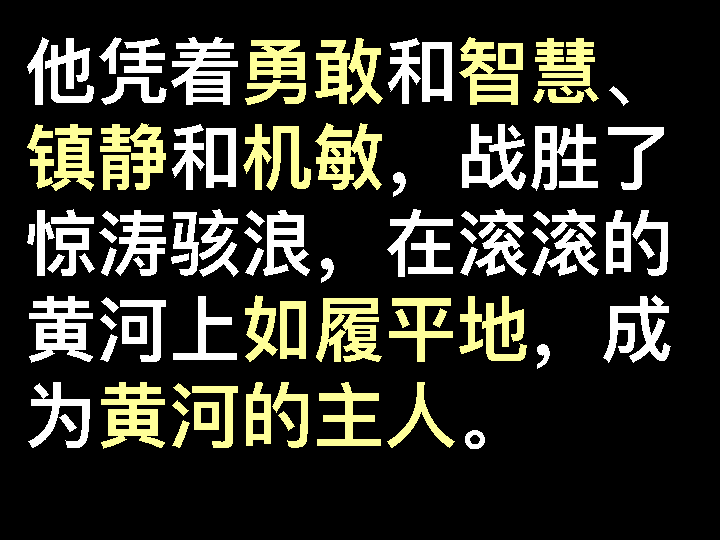 他凭着勇敢和智慧、
镇静和机敏，战胜了
惊涛骇浪，在滚滚的
黄河上如履平地，成
为黄河的主人。